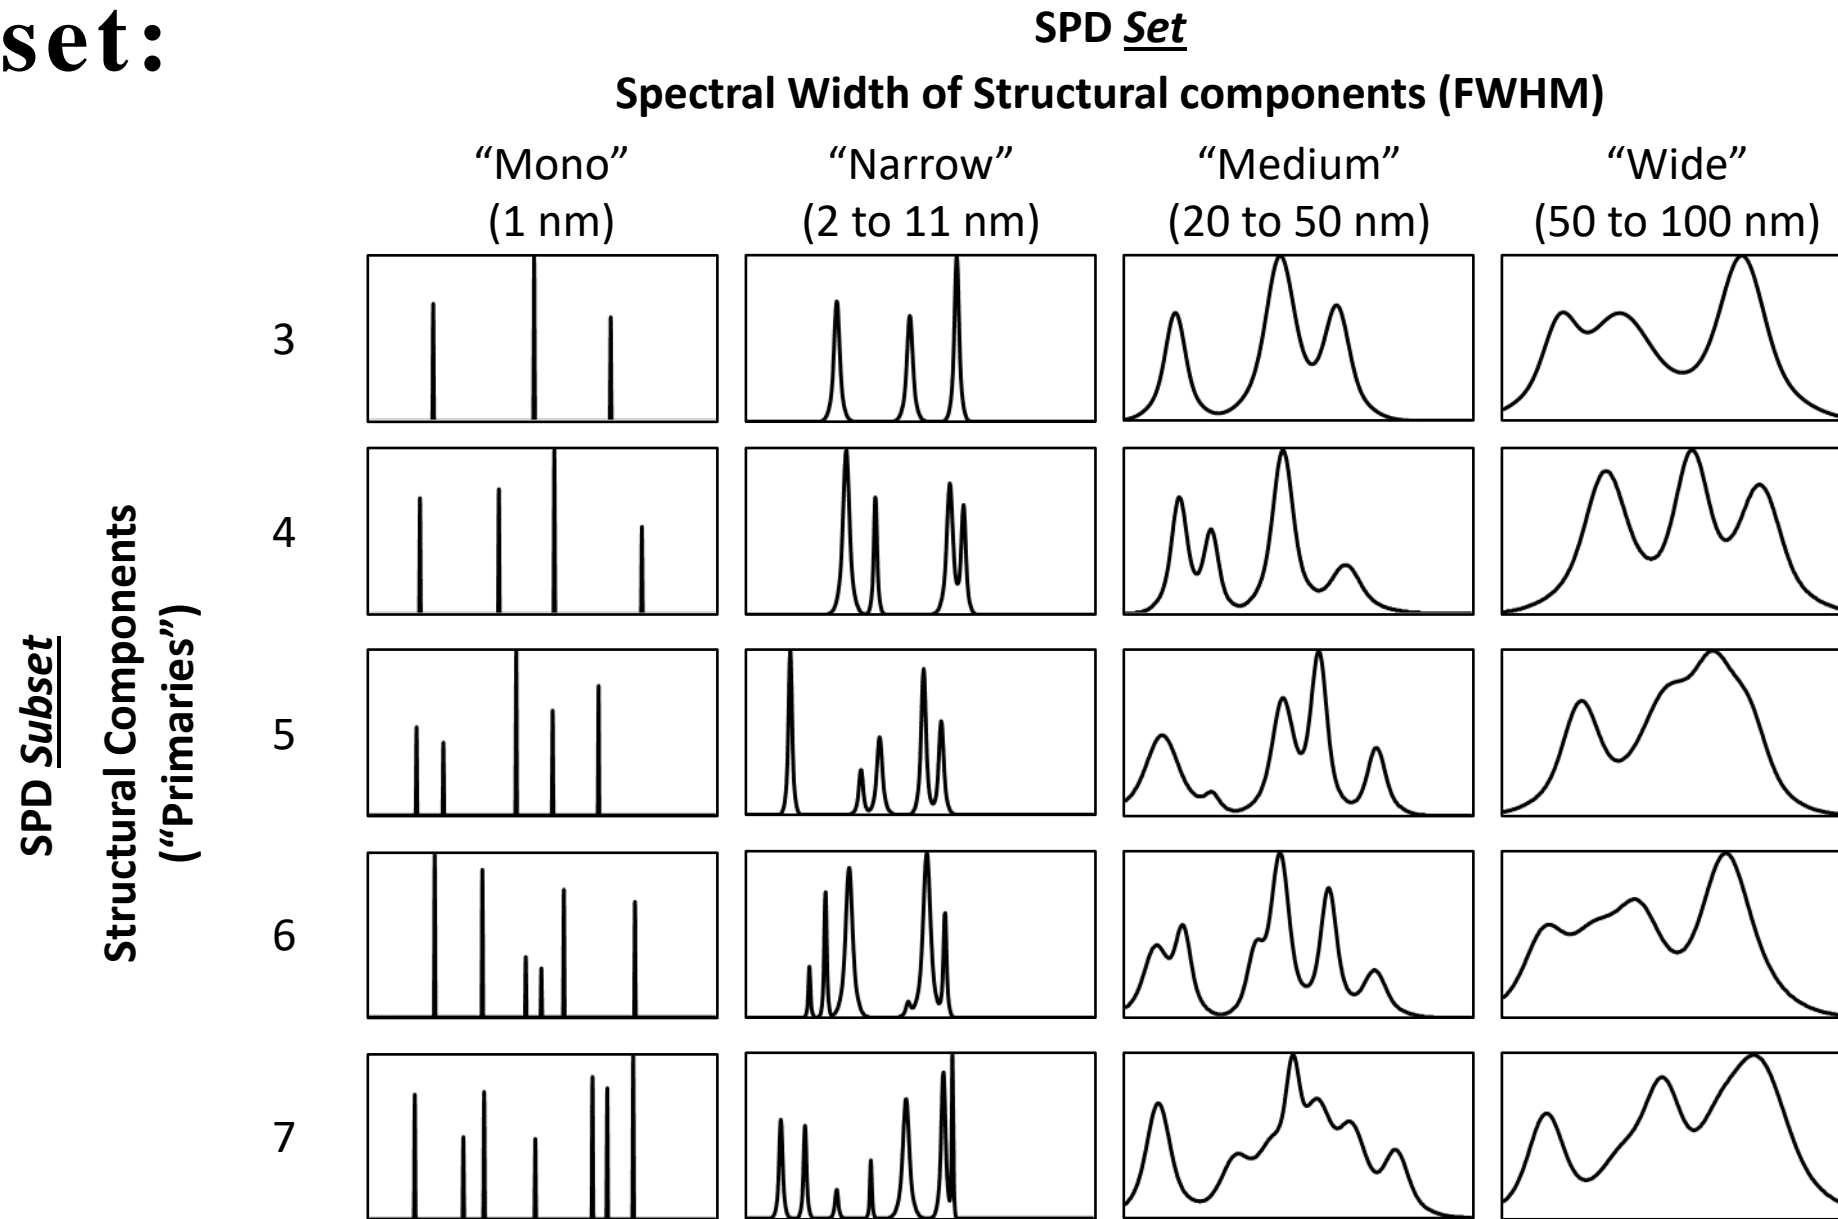 set:
SPD Set
Spectral Width of Structural components (FWHM)
“Mono”
(1 nm)
“Narrow”
(2 to 11 nm)
“Medium”
(20 to 50 nm)
“Wide”
(50 to 100 nm)
SPD Subset
Structural Components
(“Primaries”)
3
4
5
6
7